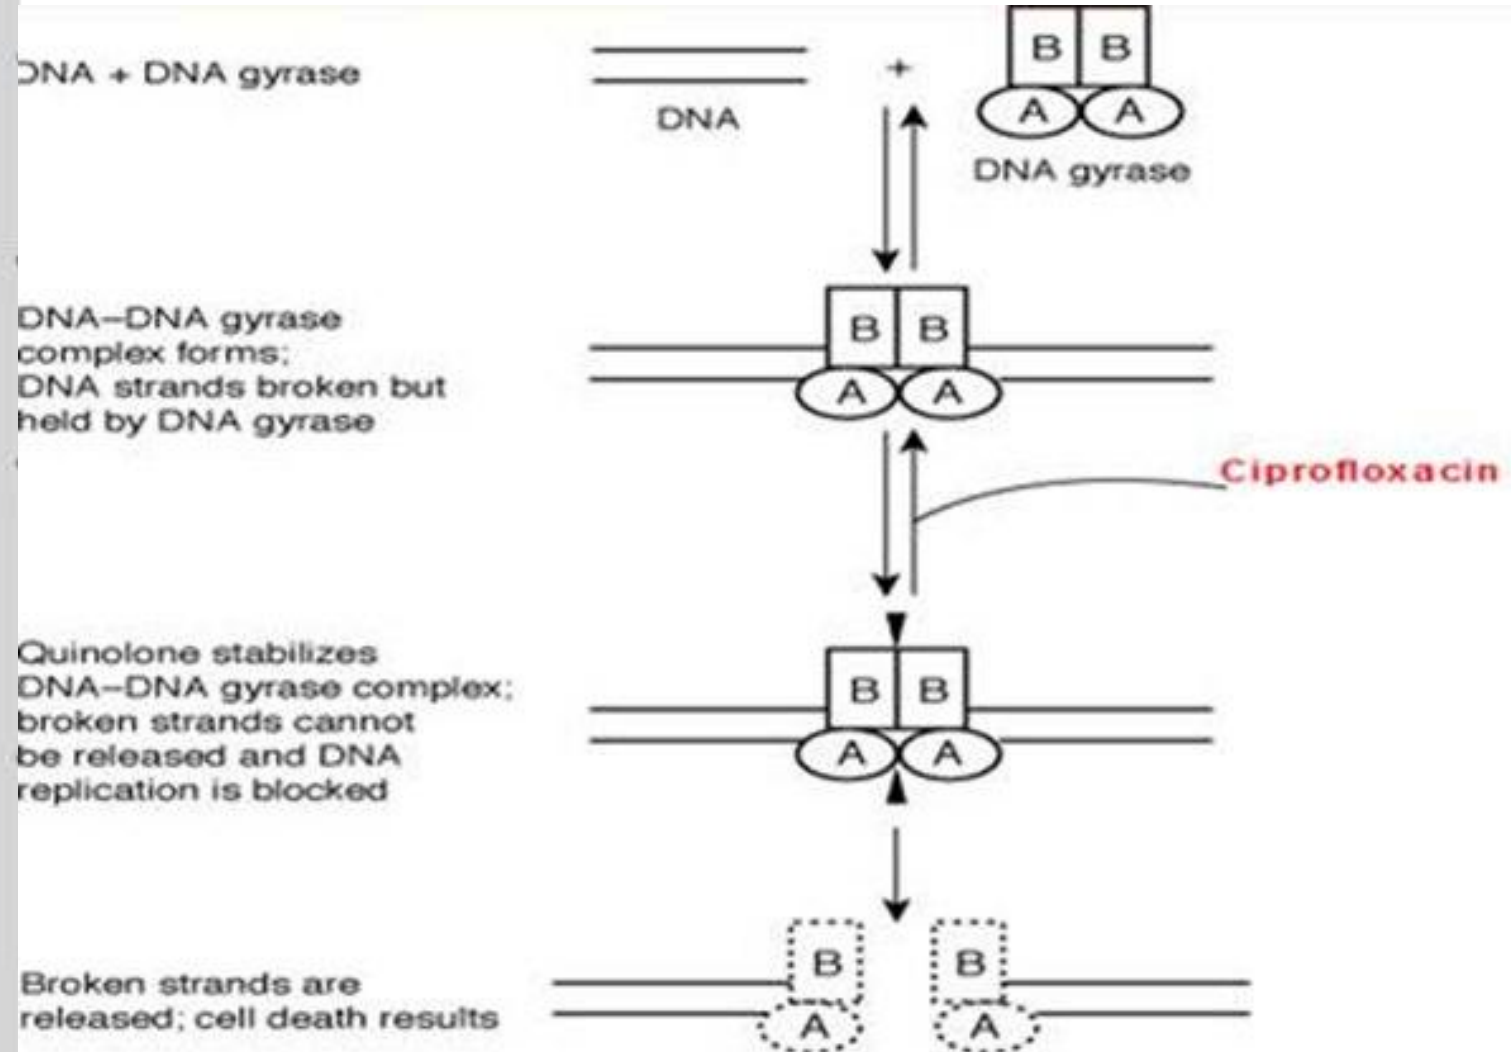 DNA + DNA gyrase
DNA
+
B B
A A
DNA gyrase
DNA–DNA gyrase
complex forms;
DNA strands broken but
held by DNA gyrase
B B
A A
Ciprofloxacin
Quinolone stabilizes
DNA–DNA gyrase complex;
broken strands cannot
be released and DNA
replication is blocked
B B
A A
Broken strands are
released; cell death results
B B
A A